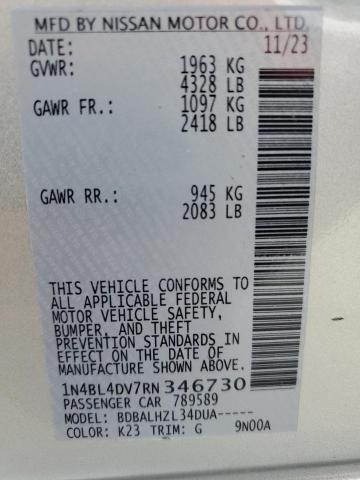 MFD BY NISSAN MOTOR CO., LTD.
DATE: 11/23
GVWR: 1963 KG
4328 LB
GAWR FR.: 1097 KG
2418 LB
GAWR RR.: 945 KG
2083 LB
THIS VEHICLE CONFORMS TO
ALL APPLICABLE FEDERAL
MOTOR VEHICLE SAFETY,
BUMPER, AND THEFT
PREVENTION STANDARDS IN
EFFECT ON THE DATE OF
MANUFACTURE SHOWN ABOVE.
1N4BL4DV7RN346730
PASSENGER CAR 789589
MODEL: BDBALHZL34DUA-----
COLOR: K23 TRIM: G 9N00A